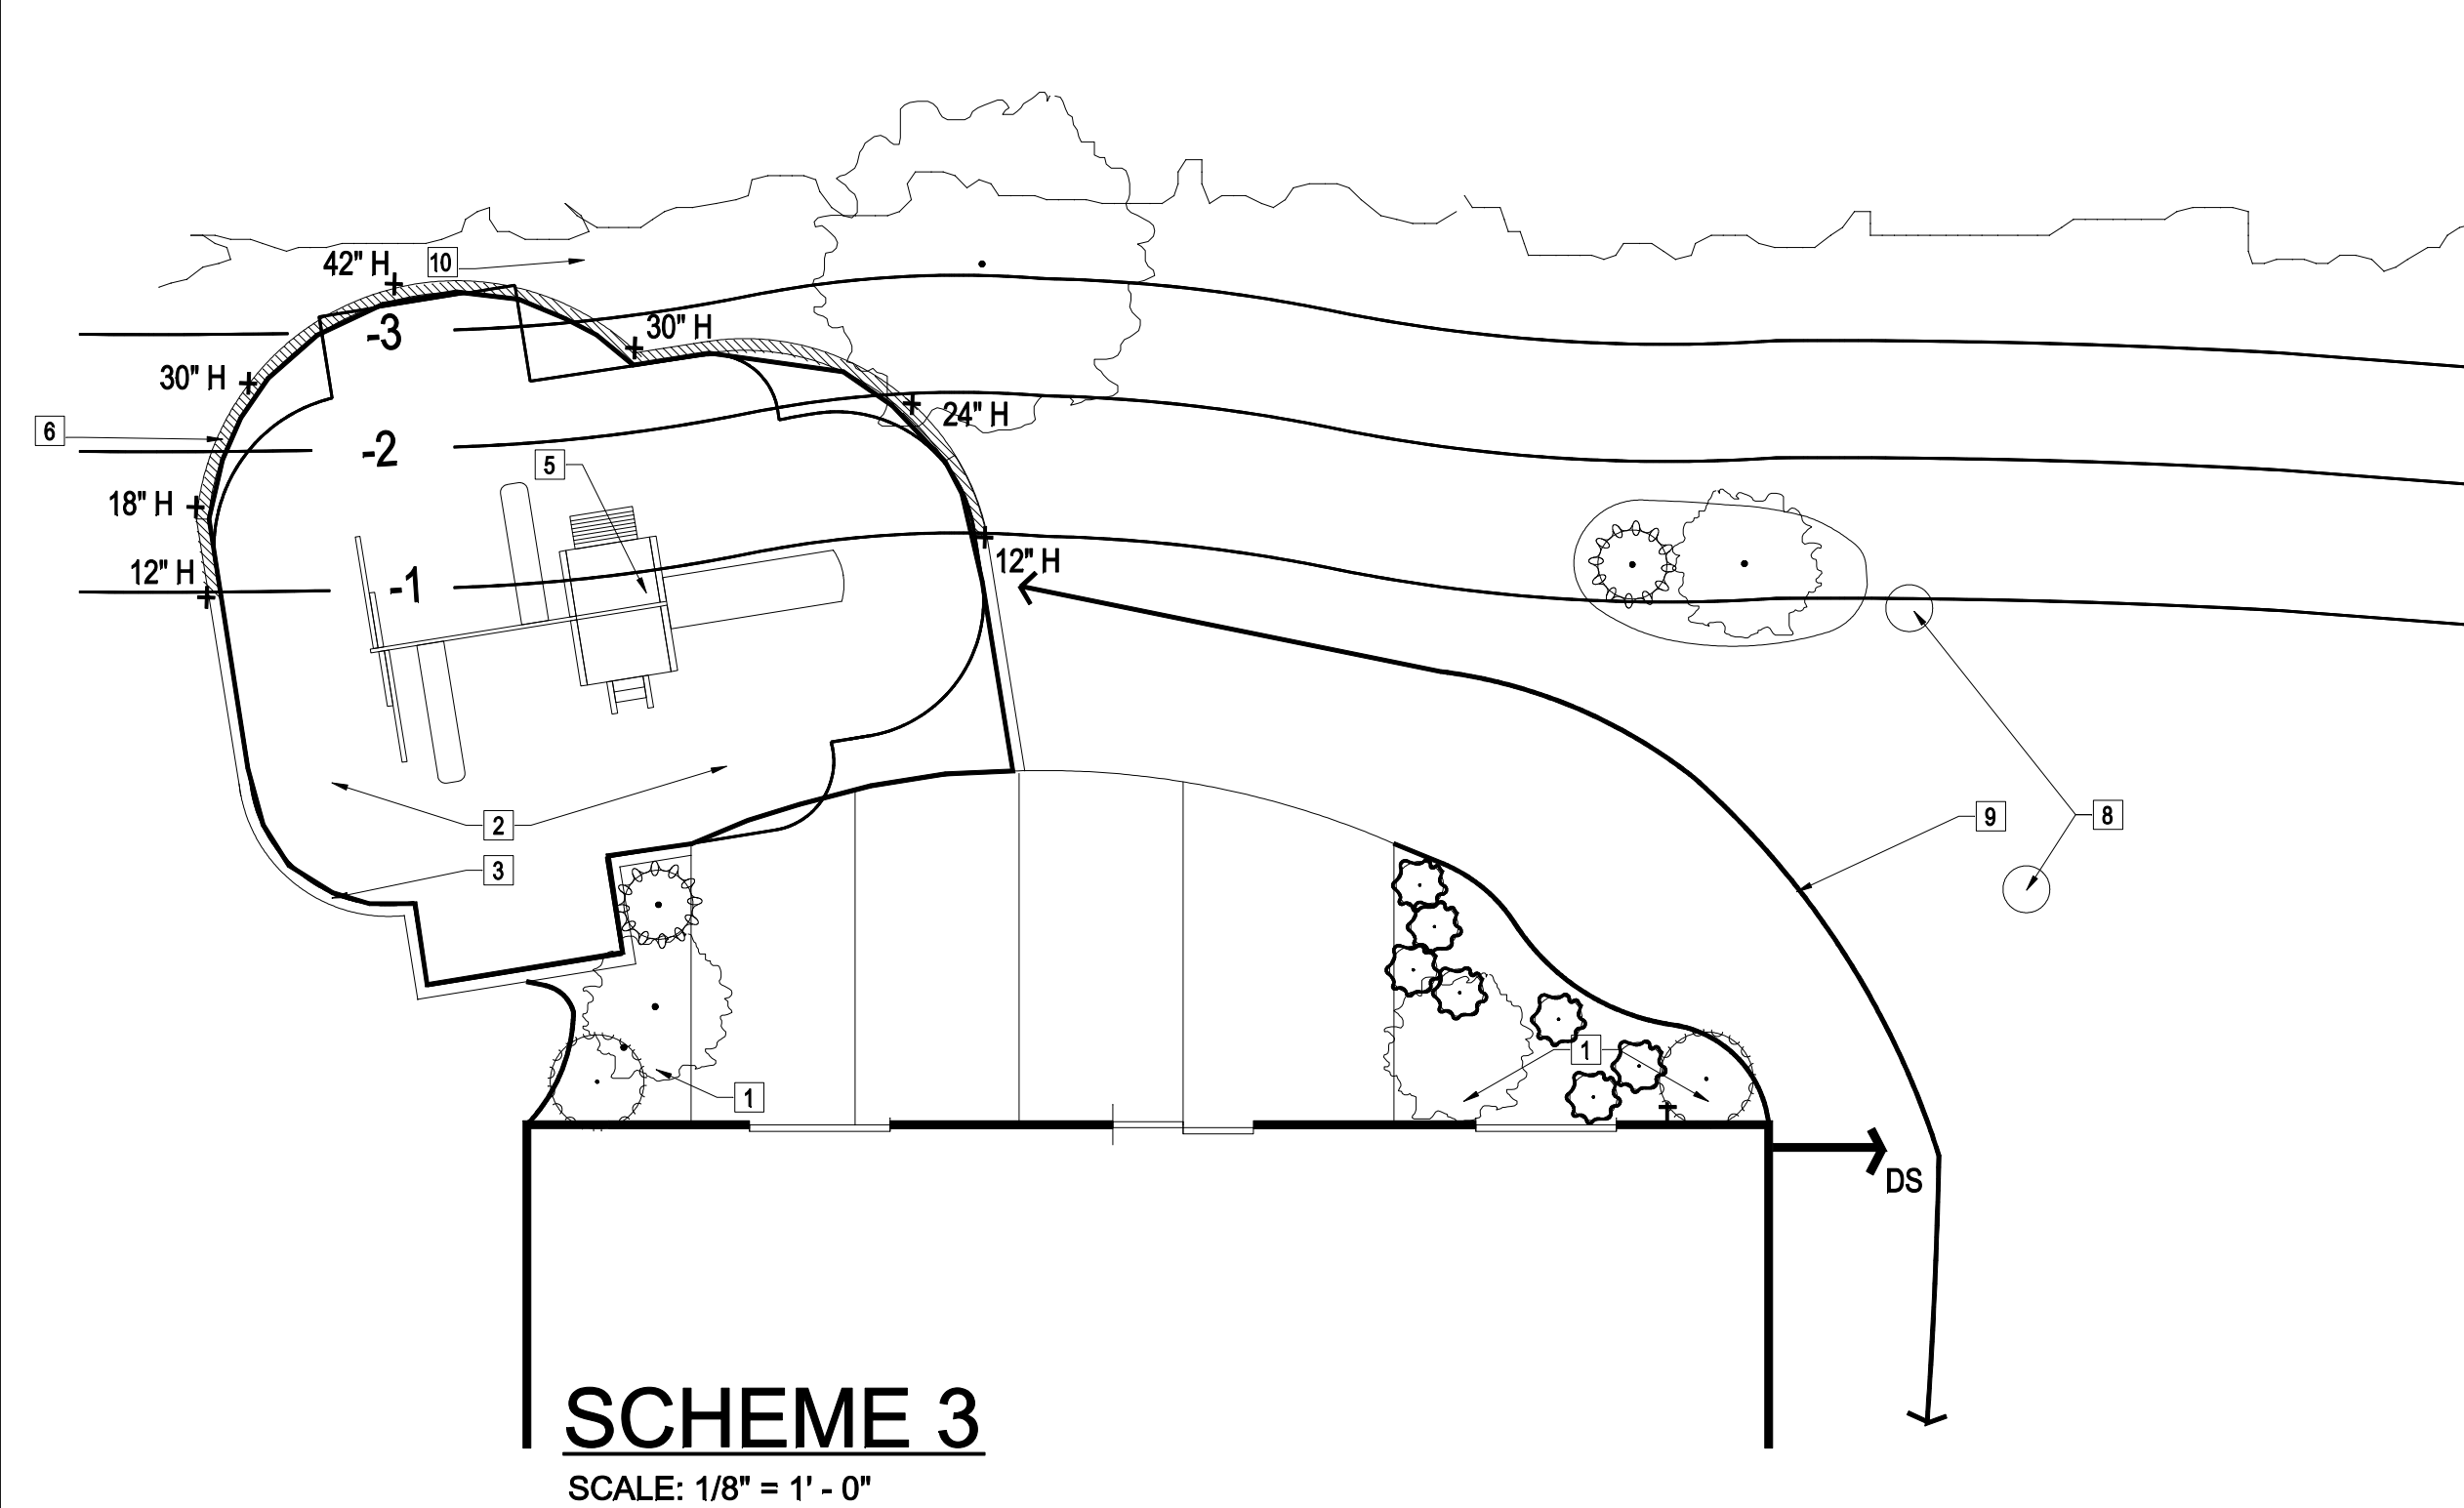 42" H
10
-3
30" H
30" H
24" H
6
-2
5
18" H
12" H
-1
12" H
2
9
8
3
1
1
DS
SCHEME 3
SCALE: 1/8" = 1' - 0"